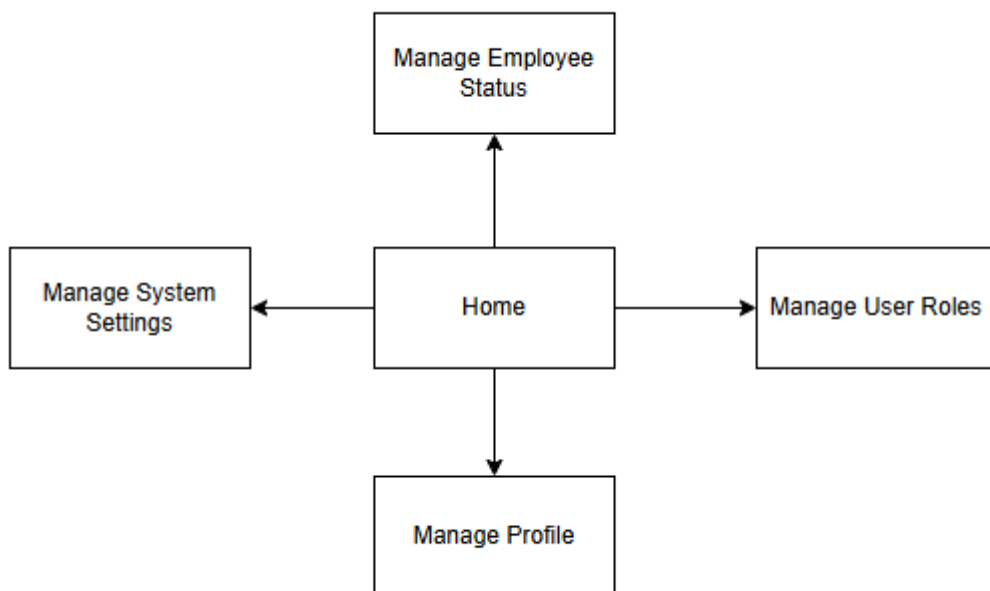 Manage Employee
Status
Manage System
Settings
Home
Manage User Roles
Manage Profile